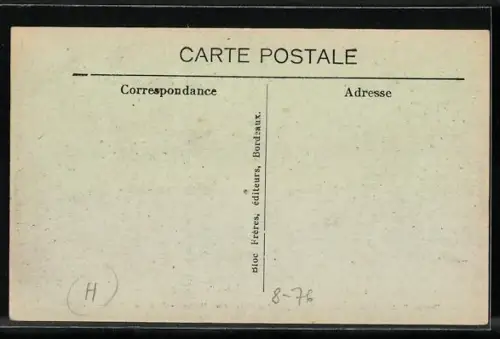 CARTE POSTALE
Correspondance
Adresse
Bloc Frères, éditeurs, Bordeaux.
(H)
8-76